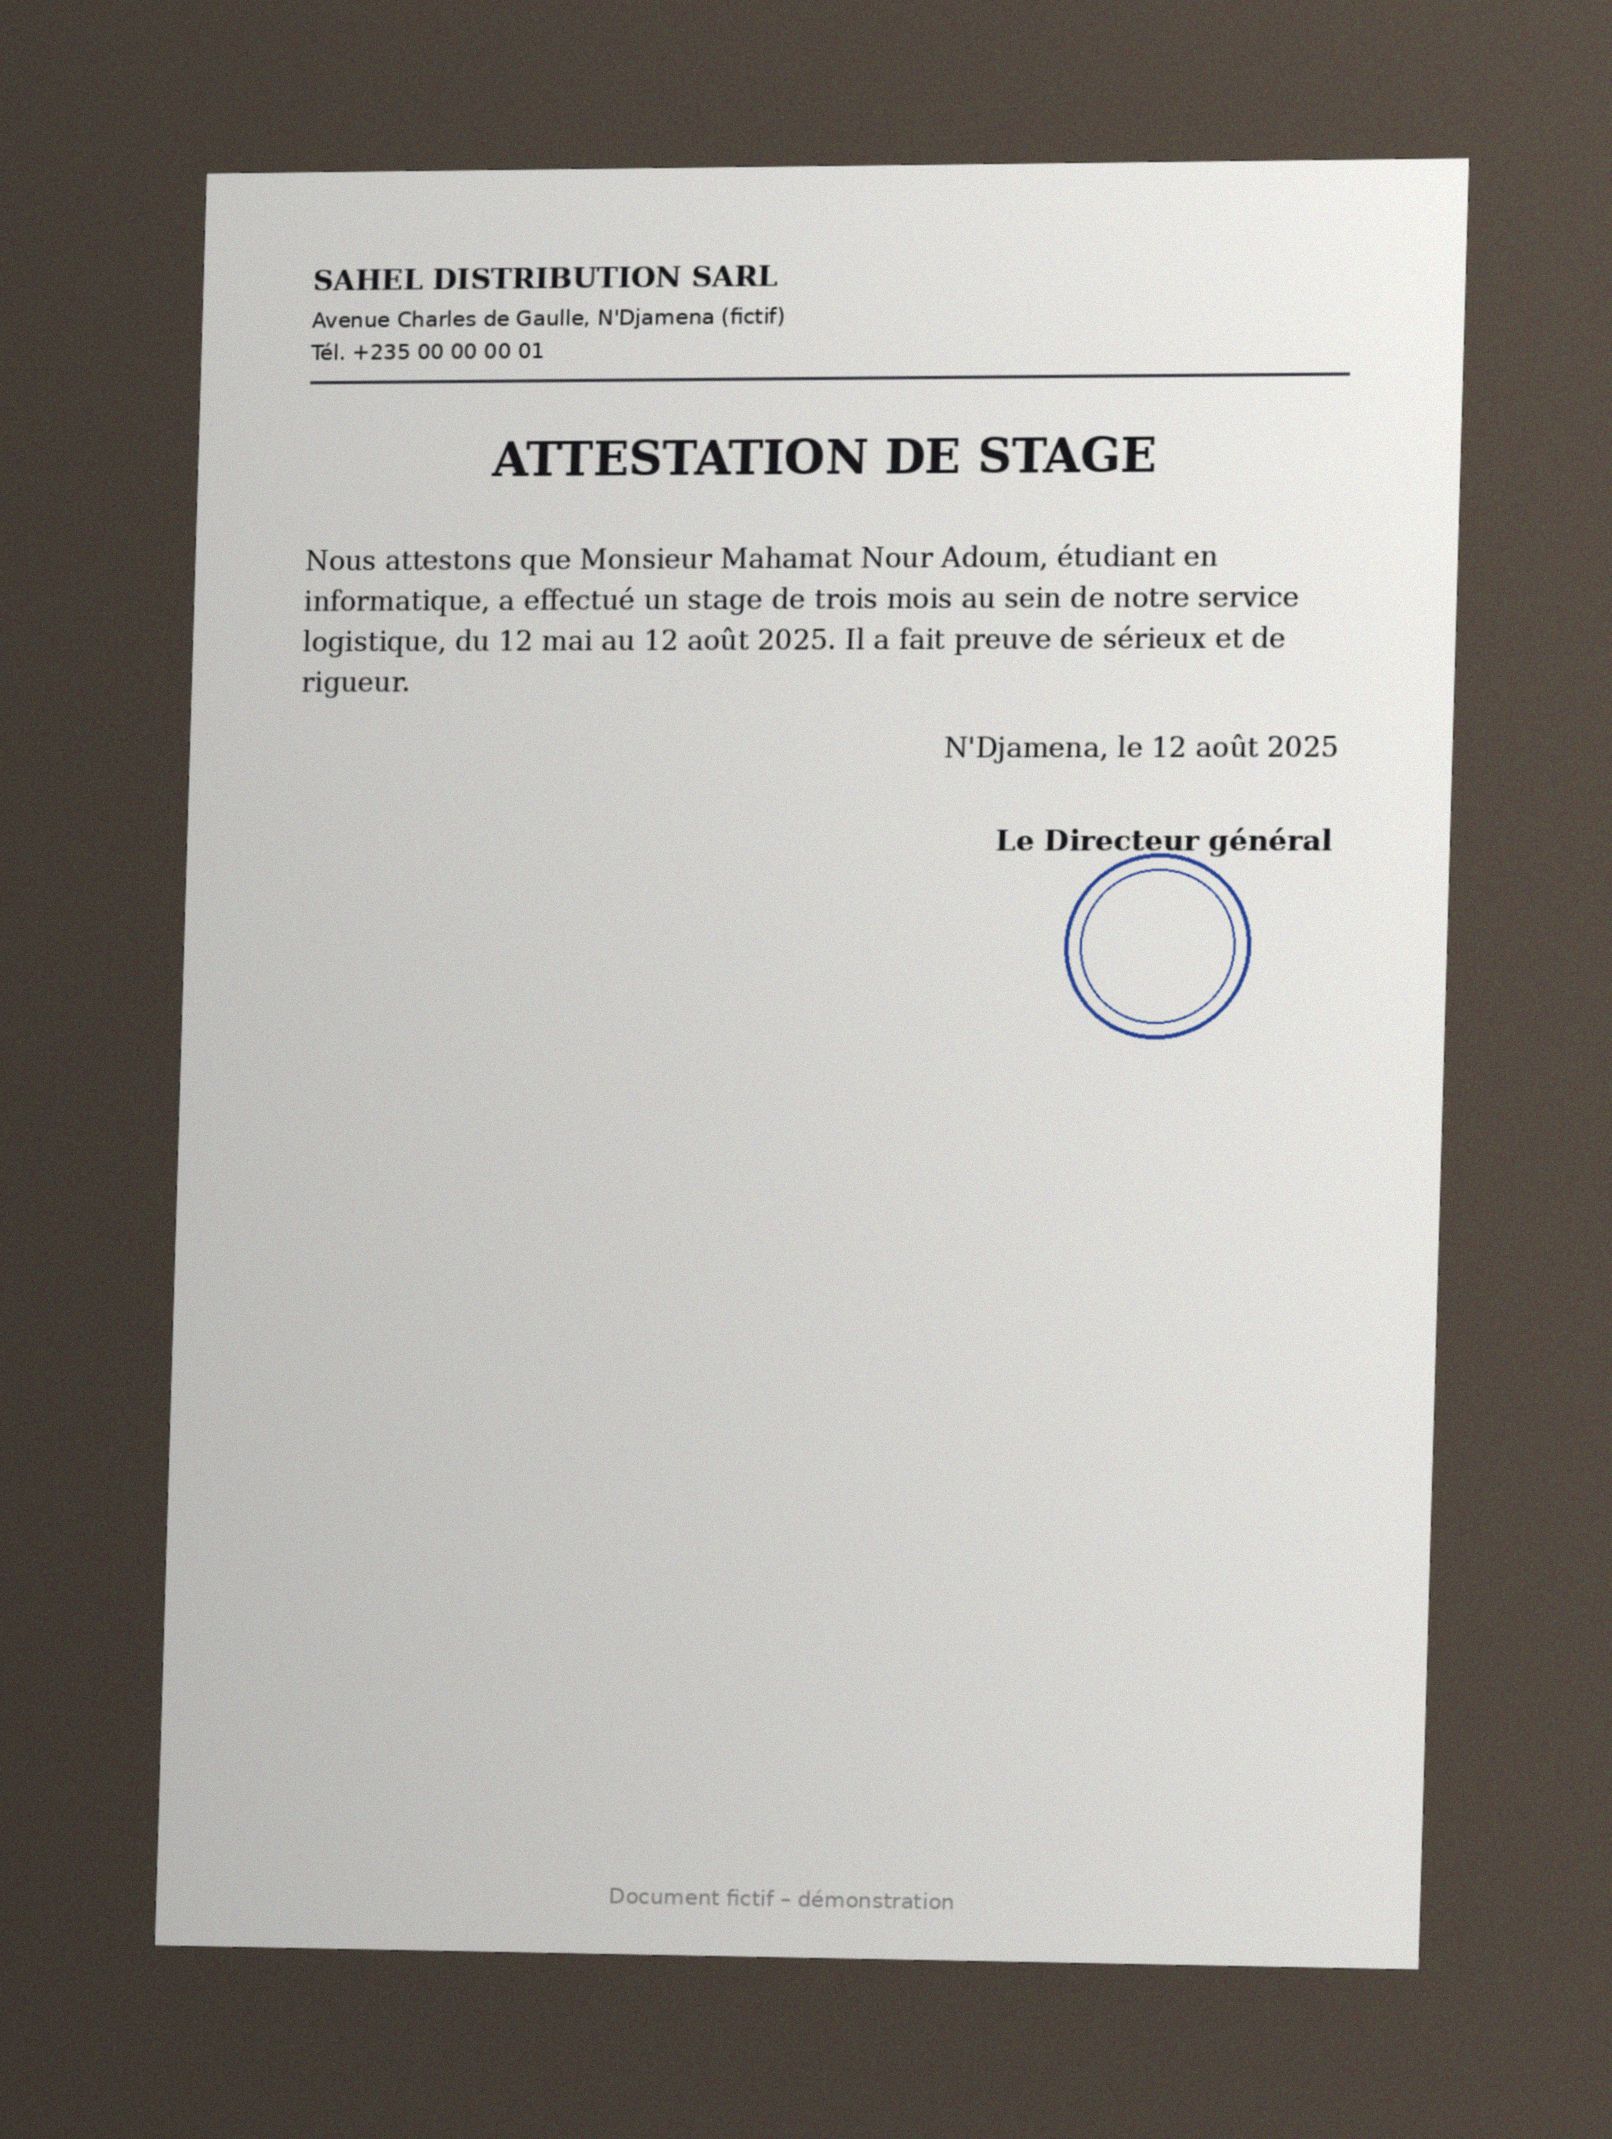 SAHEL DISTRIBUTION SARL
Avenue Charles de Gaulle, N'Djamena (fictif)
Tél. +235 00 00 00 01
ATTESTATION DE STAGE
Nous attestons que Monsieur Mahamat Nour Adoum, étudiant en
informatique, a effectué un stage de trois mois au sein de notre service
logistique, du 12 mai au 12 août 2025. Il a fait preuve de sérieux et de
rigueur.
N'Djamena, le 12 août 2025
Le Directeur général
Document fictif – démonstration